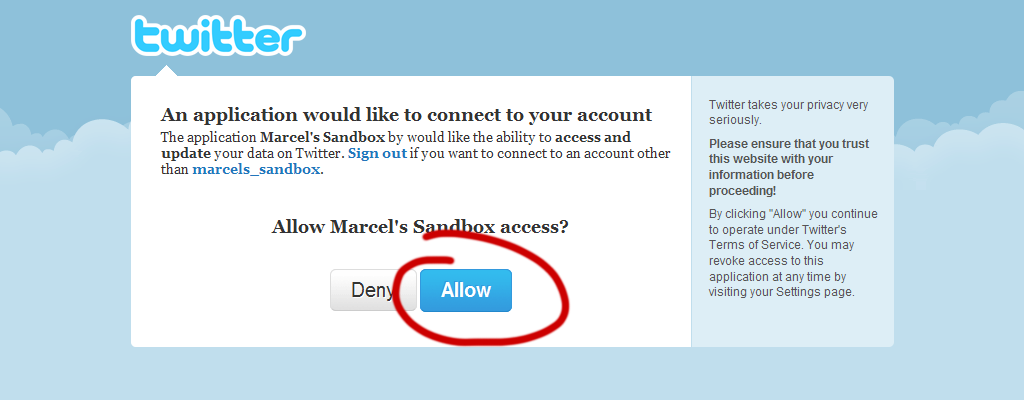 twitter
An application would like to connect to your account
The application Marcel's Sandbox by would like the ability to access and
update your data on Twitter. Sign out if you want to connect to an account other
than marcels_sandbox.
Allow Marcel's Sandbox access?
Deny
Allow
Twitter takes your privacy very
seriously.
Please ensure that you trust
this website with your
information before
proceeding!
By clicking "Allow" you continue
to operate under Twitter's
Terms of Service. You may
revoke access to this
application at any time by
visiting your Settings page.